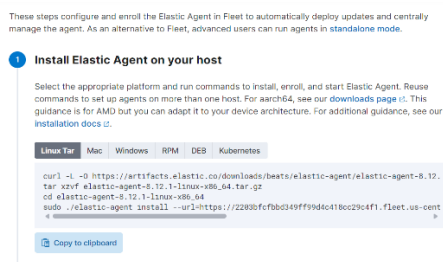 These steps configure and enroll the Elastic Agent in Fleet to automatically deploy updates and centrally
manage the agent. As an alternative to Fleet, advanced users can run agents in standalone mode.
1 Install Elastic Agent on your host
Select the appropriate platform and run commands to install, enroll, and start Elastic Agent. Reuse
commands to set up agents on more than one host. For aarch64, see our downloads page. This
guidance is for AMD but you can adapt it to your device architecture. For additional guidance, see our
installation docs.
Linux Tar Mac Windows RPM DEB Kubernetes
curl -L -O https://artifacts.elastic.co/downloads/beats/elastic-agent/elastic-agent-8.12.
tar xzvf elastic-agent-8.12.1-linux-x86_64.tar.gz
cd elastic-agent-8.12.1-linux-x86_64
sudo ./elastic-agent install --url=https://2203bfcfbbd349ff99d4c418cc29c4f1.fleet.us-cent
Copy to clipboard